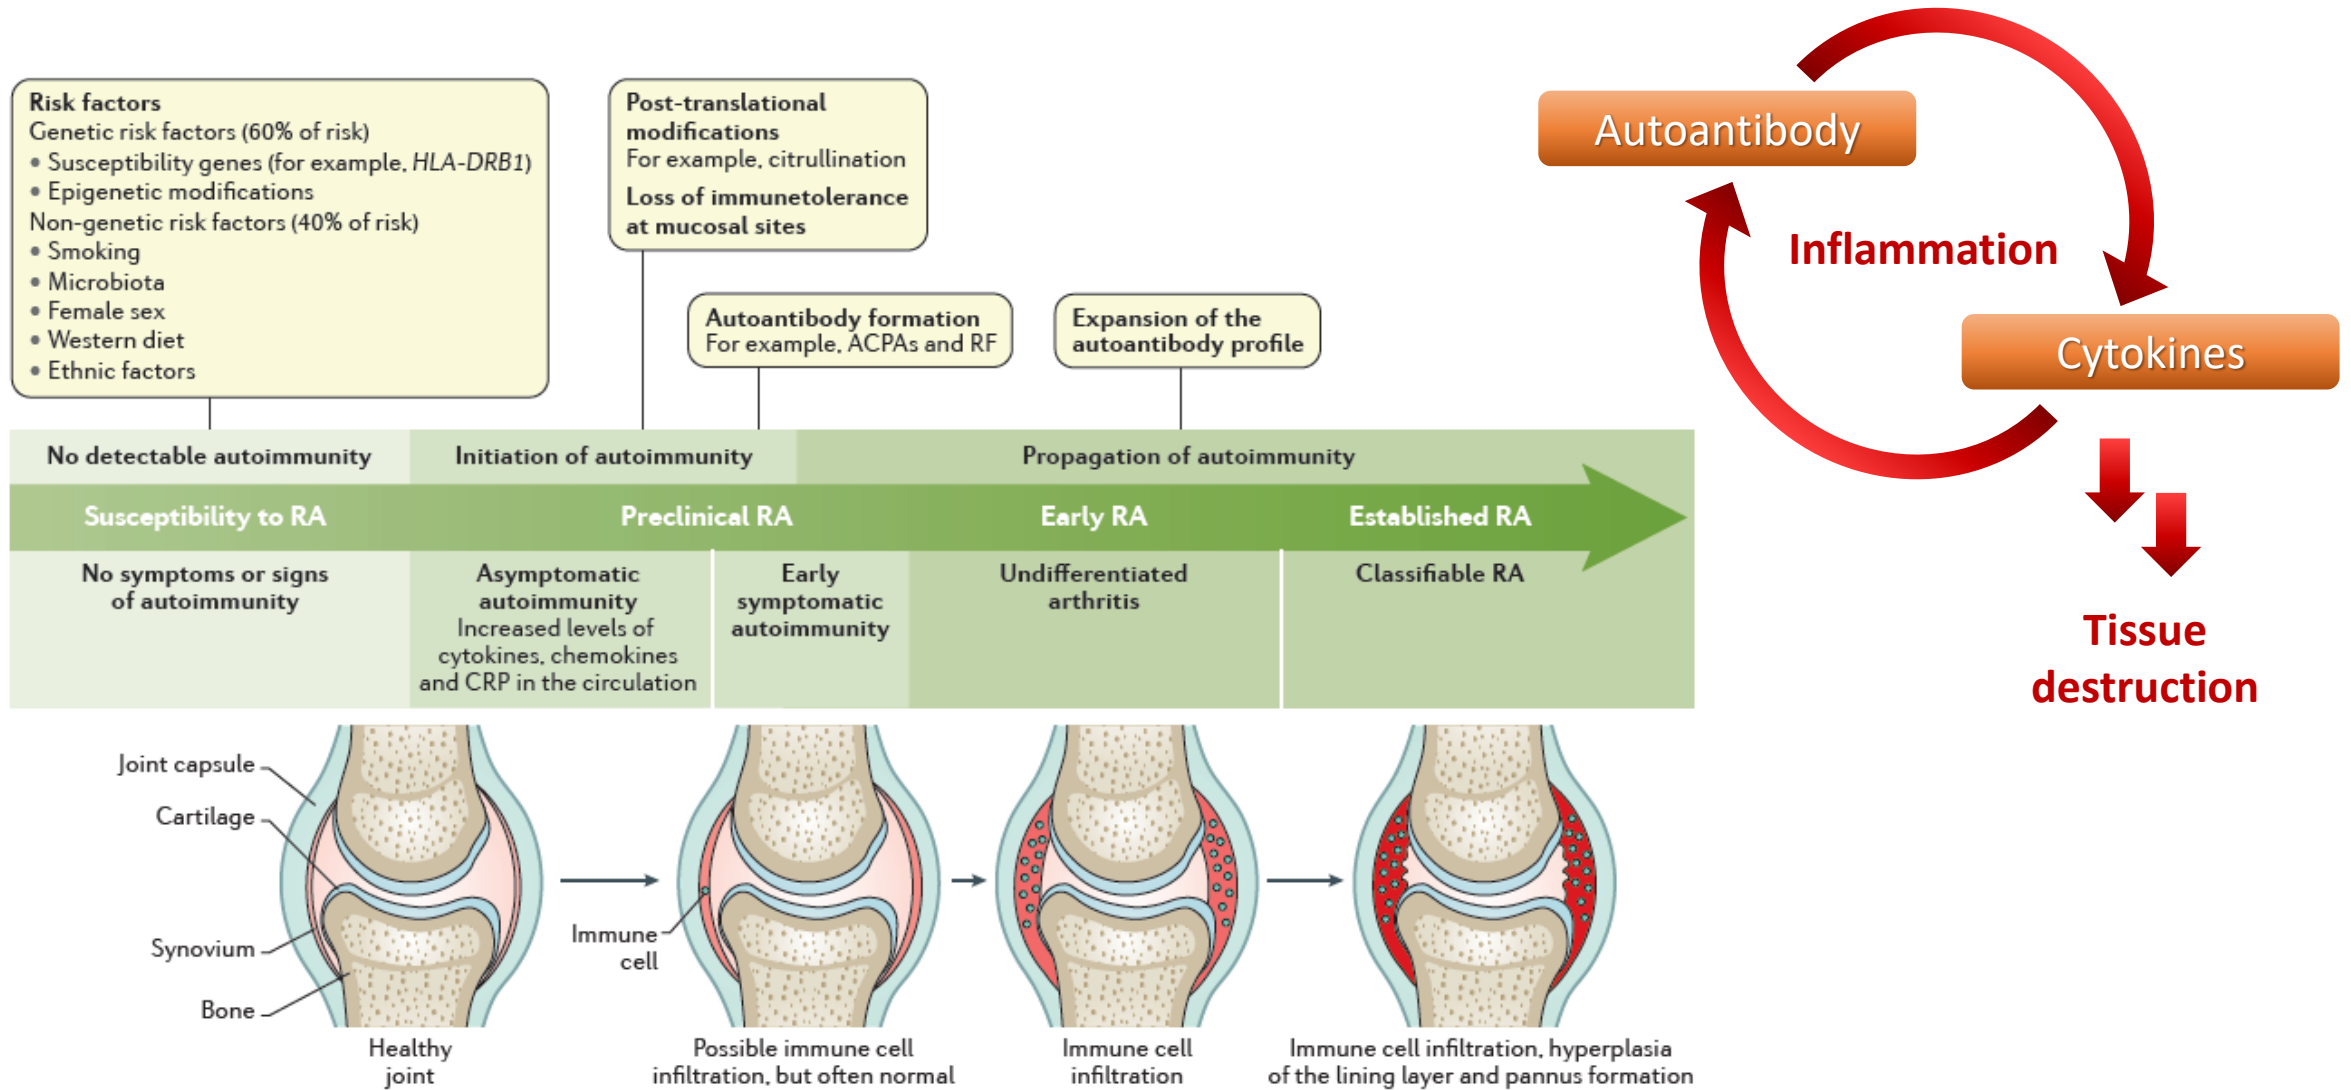 Risk factors
Genetic risk factors (60% of risk)
• Susceptibility genes (for example, HLA-DRB1)
• Epigenetic modifications
Non-genetic risk factors (40% of risk)
• Smoking
• Microbiota
• Female sex
• Western diet
• Ethnic factors
Post-translational
modifications
For example, citrullination
Loss of immunetolerance
at mucosal sites
Autoantibody formation
For example, ACPAs and RF
Expansion of the
autoantibody profile
No detectable autoimmunity
Initiation of autoimmunity
Propagation of autoimmunity
Susceptibility to RA
Preclinical RA
Early RA
Established RA
No symptoms or signs
of autoimmunity
Asymptomatic
autoimmunity
Increased levels of
cytokines, chemokines
and CRP in the circulation
Early
symptomatic
autoimmunity
Undifferentiated
arthritis
Classifiable RA
Joint capsule
Cartilage
Synovium
Bone
Immune
cell
Healthy
joint
Possible immune cell
infiltration, but often normal
Immune cell
infiltration
Immune cell infiltration, hyperplasia
of the lining layer and pannus formation
Autoantibody
Inflammation
Cytokines
Tissue
destruction